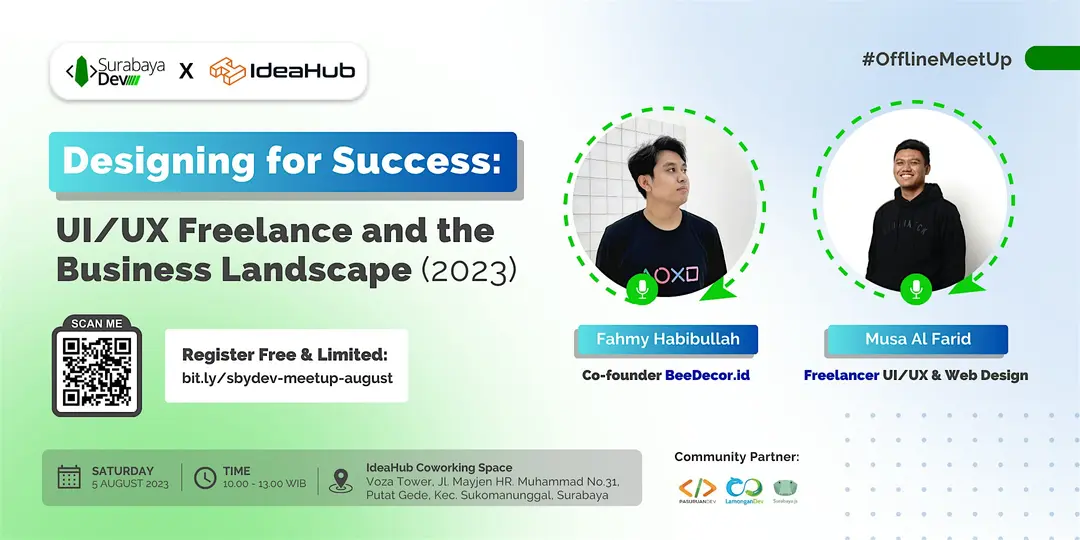 Surabaya
Dev
X
IDEAHUB
#OfflineMeetUp
Designing for Success:
UI/UX Freelance and the
Business Landscape (2023)
SCAN ME
Register Free & Limited:
bit.ly/sbydev-meetup-august
Fahmy Habibullah
Co-founder BeeDecor.id
Musa Al Farid
Freelancer UI/UX & Web Design
SATURDAY
5 AUGUST 2023
TIME
10.00 - 13.00 WIB
IdeaHub Coworking Space
Voza Tower, Jl. Mayjen HR. Muhammad No.31,
Putat Gede, Kec. Sukomanunggal, Surabaya
Community Partner:
PASURUANDEV
LamonganDev
Surabaya.js